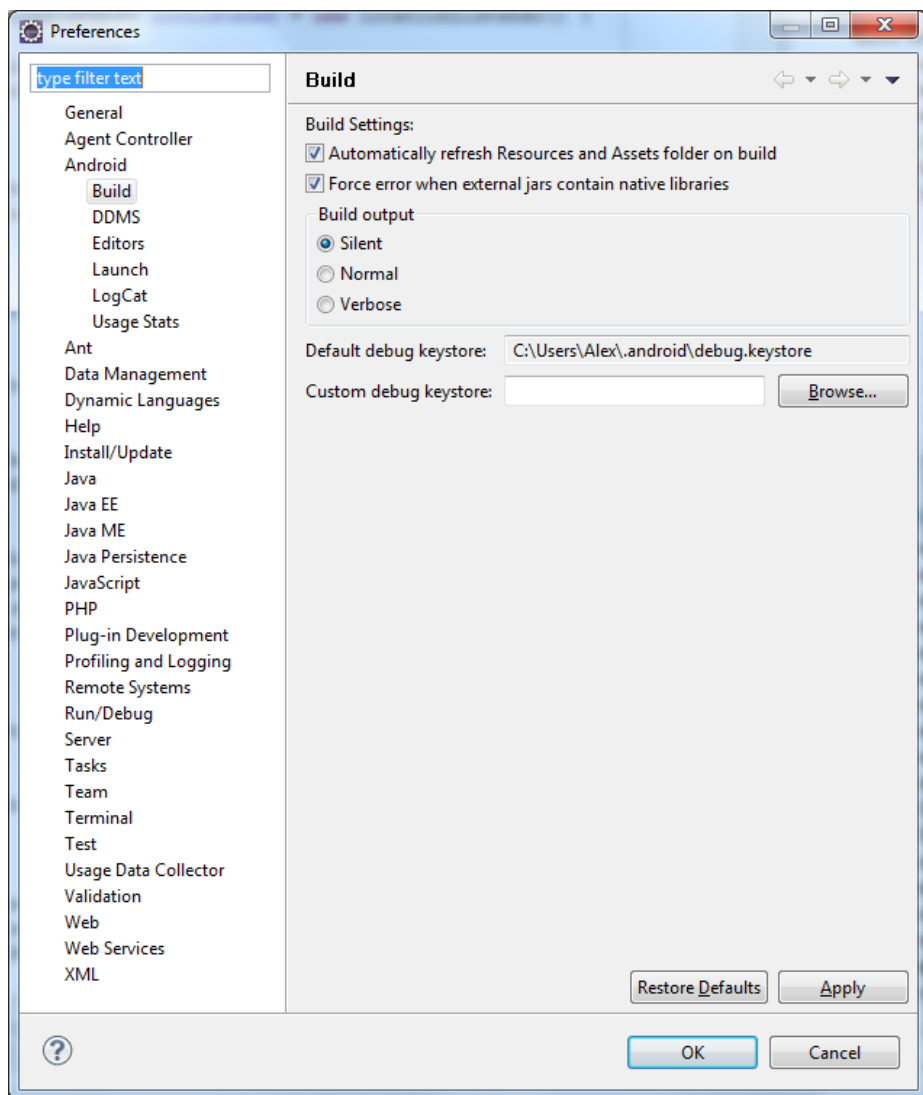 Preferences
type filter text
General
Agent Controller
Android
Build
DDMS
Editors
Launch
LogCat
Usage Stats
Ant
Data Management
Dynamic Languages
Help
Install/Update
Java
Java EE
Java ME
Java Persistence
JavaScript
PHP
Plug-in Development
Profiling and Logging
Remote Systems
Run/Debug
Server
Tasks
Team
Terminal
Test
Usage Data Collector
Validation
Web
Web Services
XML
Build
Build Settings:
Automatically refresh Resources and Assets folder on build
Force error when external jars contain native libraries
Build output
Silent
Normal
Verbose
Default debug keystore: C:\Users\Alex\.android\debug.keystore
Custom debug keystore: Browse...
Restore Defaults Apply
? OK Cancel